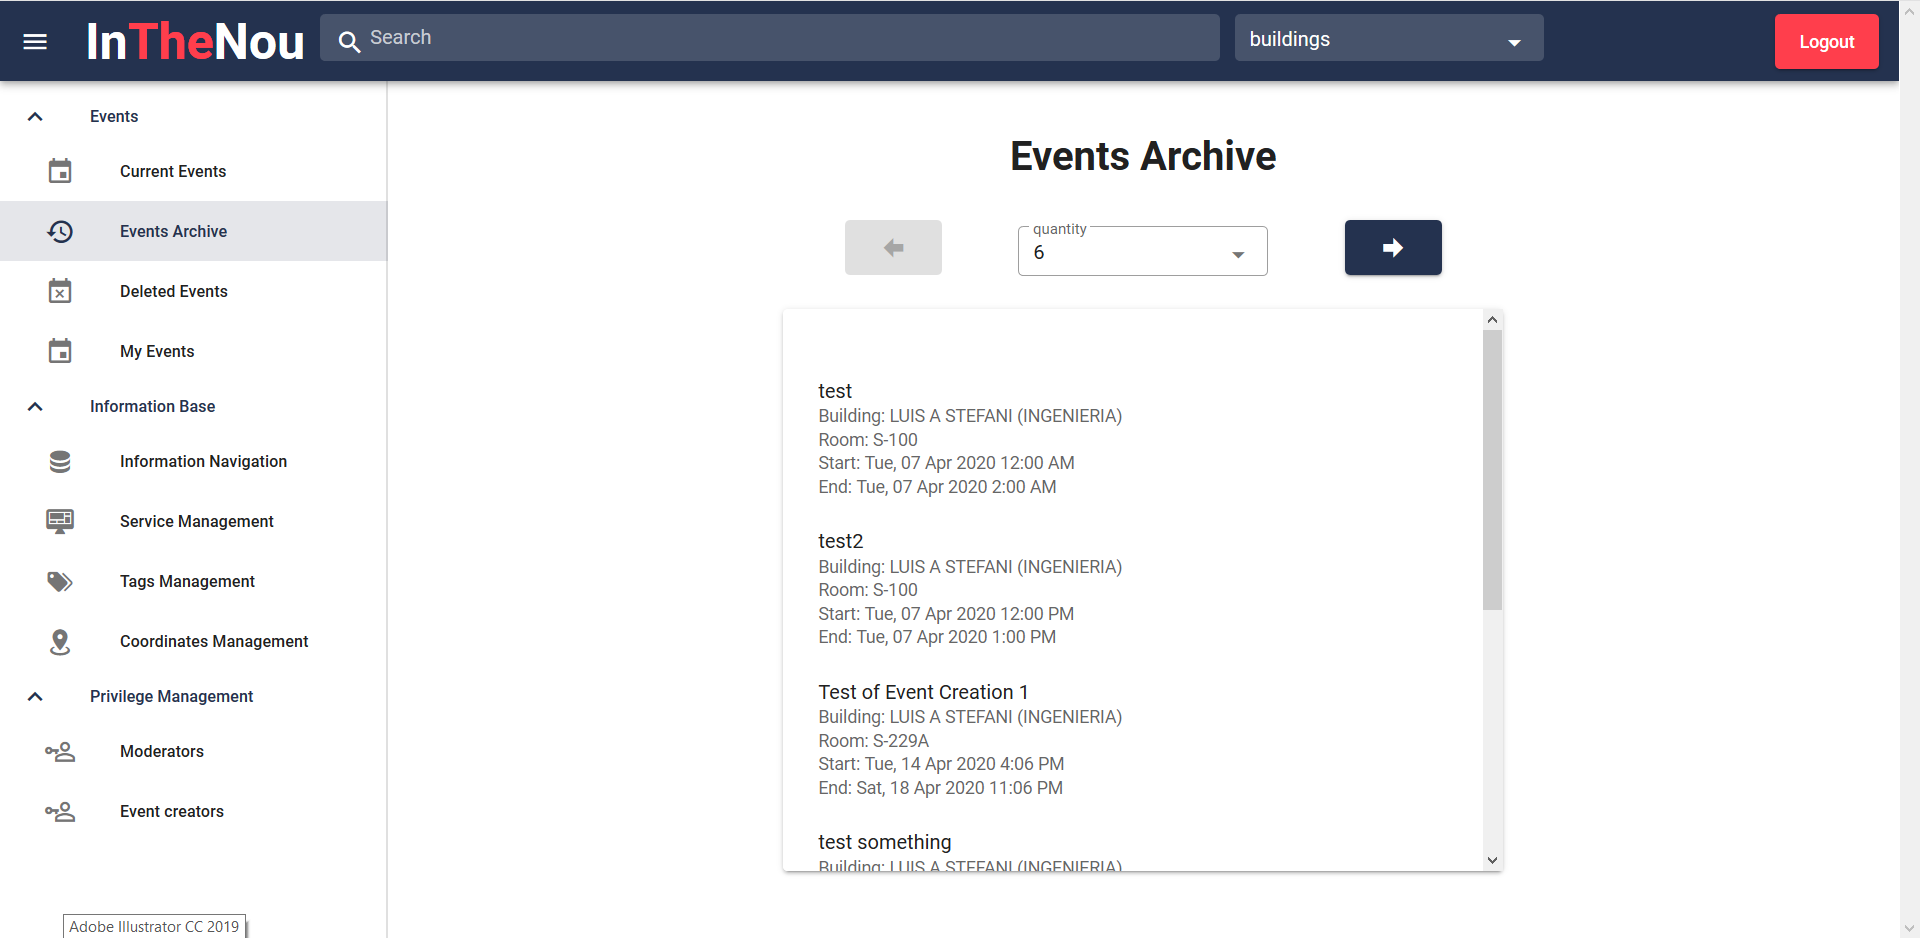 InTheNou
Search
buildings
Logout
Events
Current Events
Events Archive
Deleted Events
My Events
Information Base
Information Navigation
Service Management
Tags Management
Coordinates Management
Privilege Management
Moderators
Event creators
Adobe Illustrator CC 2019
Events Archive
quantity
6
test
Building: LUIS A STEFANI (INGENIERIA)
Room: S-100
Start: Tue, 07 Apr 2020 12:00 AM
End: Tue, 07 Apr 2020 2:00 AM
test2
Building: LUIS A STEFANI (INGENIERIA)
Room: S-100
Start: Tue, 07 Apr 2020 12:00 PM
End: Tue, 07 Apr 2020 1:00 PM
Test of Event Creation 1
Building: LUIS A STEFANI (INGENIERIA)
Room: S-229A
Start: Tue, 14 Apr 2020 4:06 PM
End: Sat, 18 Apr 2020 11:06 PM
test something
Building: LUIS A STEFANI (INGENIERIA)